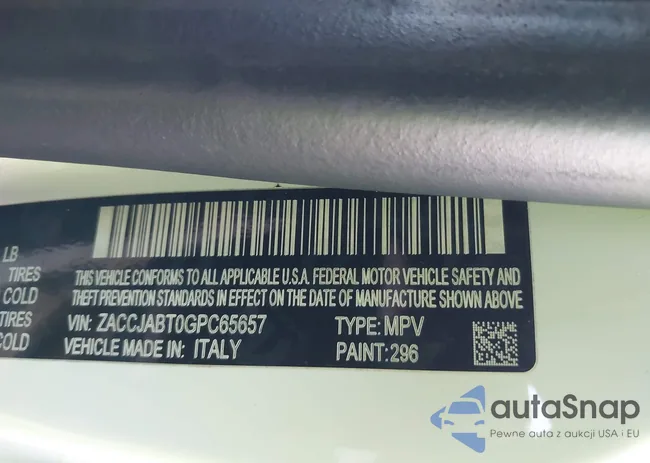 LB
TIRES
COLD
TIRES
COLD
THIS VEHICLE CONFORMS TO ALL APPLICABLE U.S.A. FEDERAL MOTOR VEHICLE SAFETY AND
THEFT PREVENTION STANDARDS IN EFFECT ON THE DATE OF MANUFACTURE SHOWN ABOVE
VIN: ZACCJABT0GPC65657 TYPE: MPV
VEHICLE MADE IN: ITALY PAINT: 296
autaSnap
Pewne auta z aukcji USA i EU